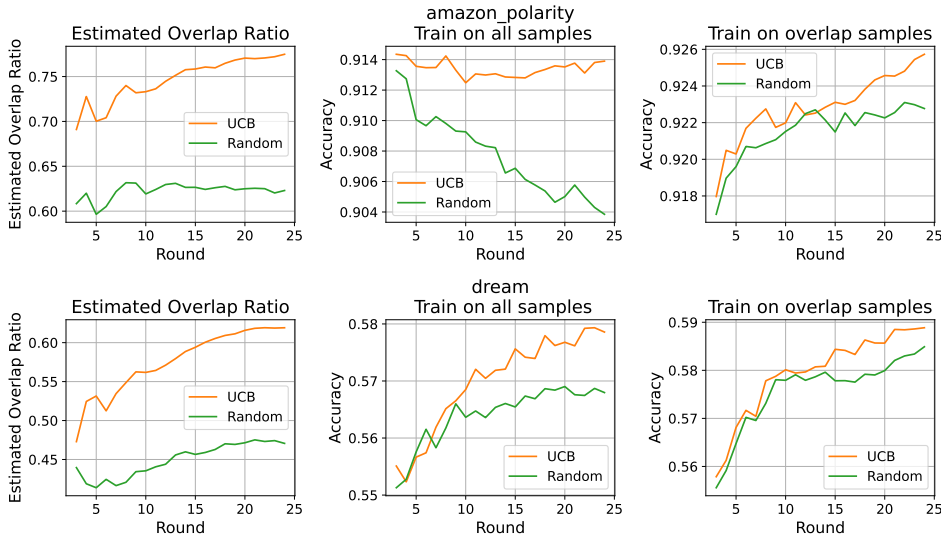 amazon_polarity
Estimated Overlap Ratio
Train on all samples
Train on overlap samples
Estimated Overlap Ratio
0.75
0.70
0.65
0.60
UCB
Random
5 10 15 20 25
Round
Accuracy
0.914
0.912
0.910
0.908
0.906
0.904
UCB
Random
5 10 15 20 25
Round
Accuracy
0.926
0.924
0.922
0.920
0.918
UCB
Random
5 10 15 20 25
Round
dream
Estimated Overlap Ratio
Train on all samples
Train on overlap samples
Estimated Overlap Ratio
0.60
0.55
0.50
0.45
UCB
Random
5 10 15 20 25
Round
Accuracy
0.58
0.57
0.56
0.55
UCB
Random
5 10 15 20 25
Round
Accuracy
0.59
0.58
0.57
0.56
UCB
Random
5 10 15 20 25
Round